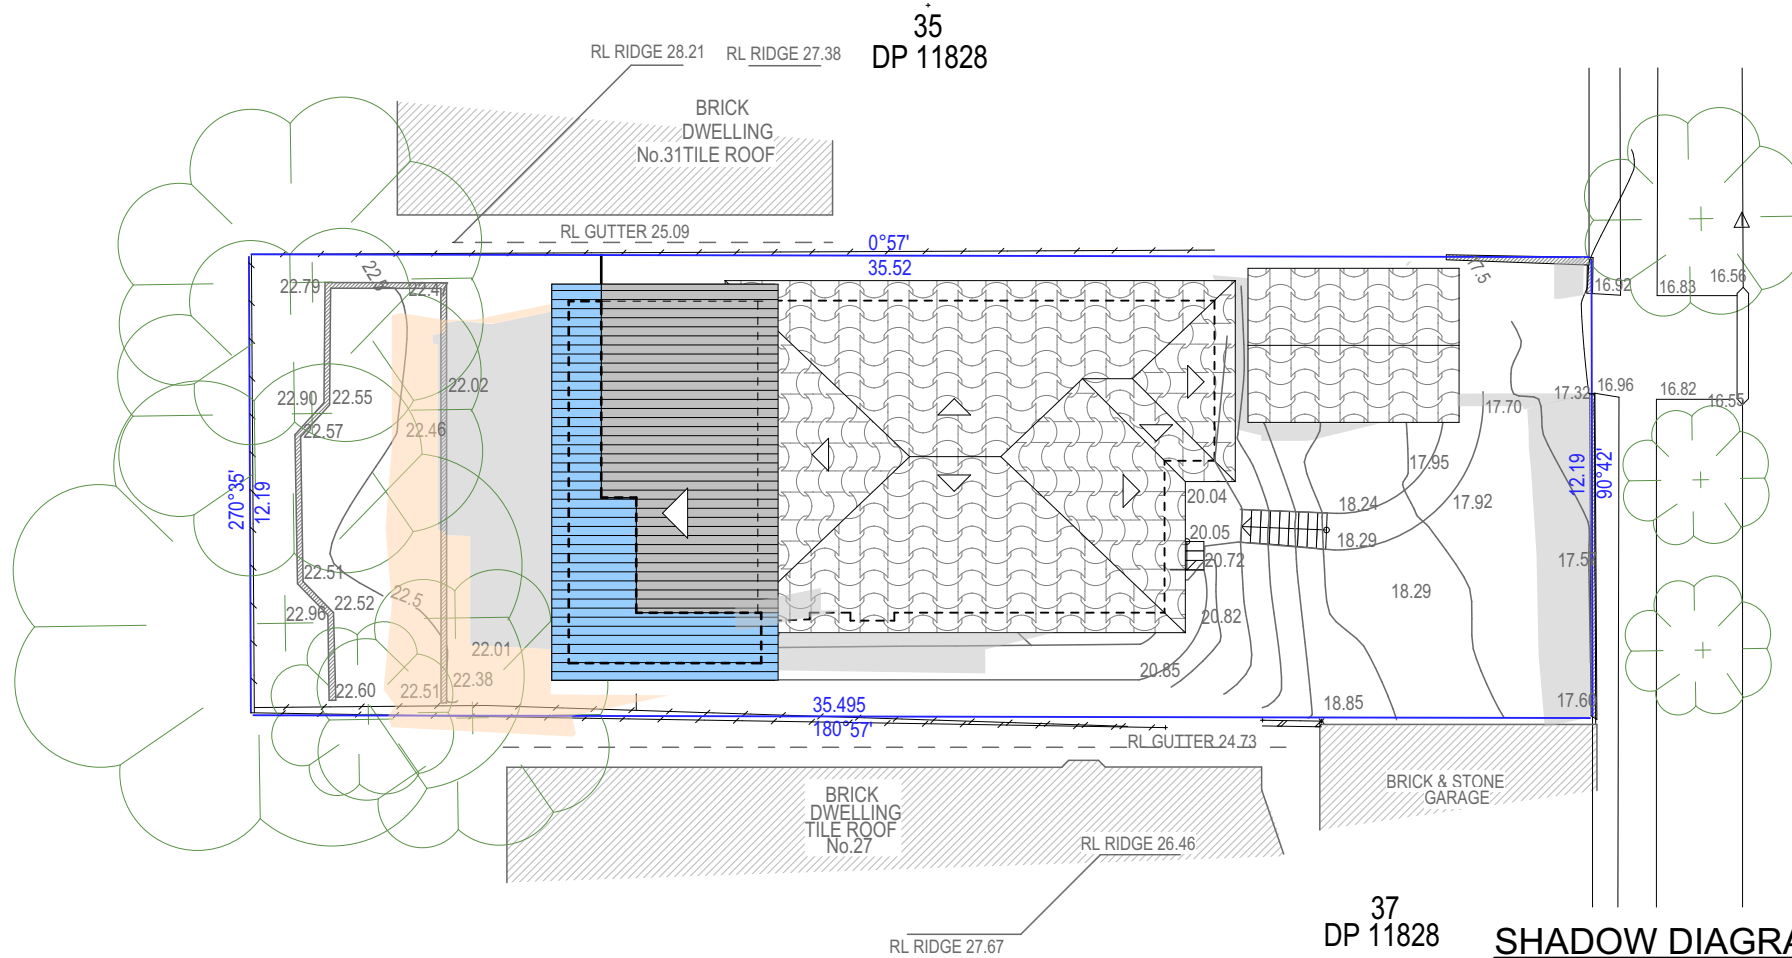 35
DP 11828
RL RIDGE 28.21
RL RIDGE 27.38
BRICK
DWELLING
No.31TILE ROOF
RL GUTTER 25.09
0°57'
35.52
22.79
22.5
22.47
17.5
16.92
16.83
16.56
22.90
22.55
22.02
22.57
22.46
17.70
17.32
16.96
16.82
16.55
17.95
270°35'
12.19
12.19
90°42'
20.04
18.24
17.92
20.05
18.29
20.72
22.51
22.96
22.52
22.5
18.29
20.82
22.01
20.85
22.60
22.51
22.38
18.85
17.66
35.495
180°57'
RL GUTTER 24.73
BRICK
DWELLING
TILE ROOF
No.27
BRICK & STONE
GARAGE
RL RIDGE 26.46
RL RIDGE 27.67
37
DP 11828
SHADOW DIAGRA